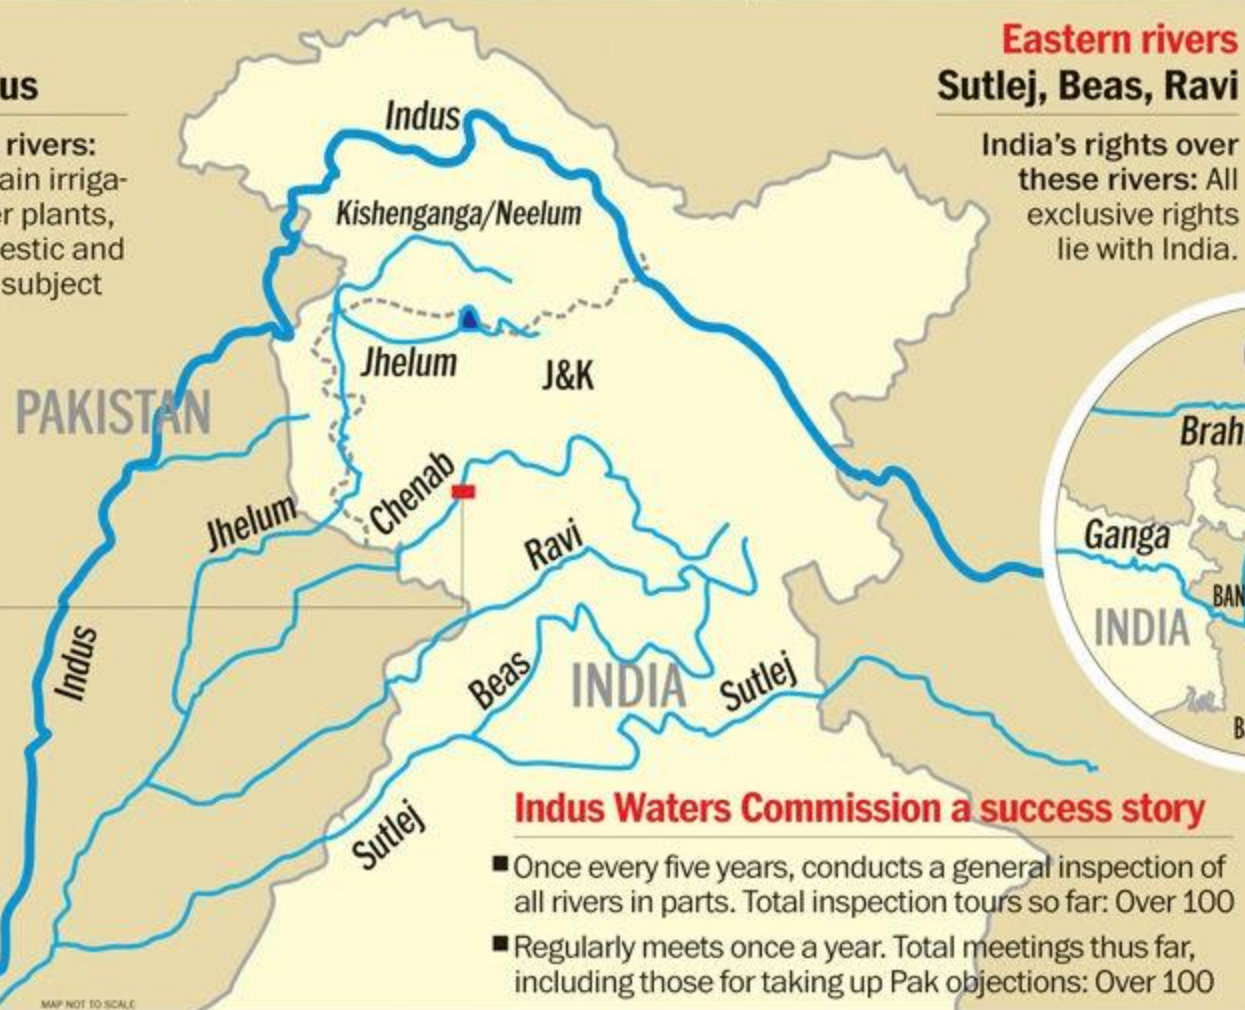 us
rivers:
ain irriga-
er plants,
estic and
subject
Eastern rivers
Sutlej, Beas, Ravi
India's rights over
these rivers: All
exclusive rights
lie with India.
Indus
Kishenganga/Neelum
Jhelum
J&K
PAKISTAN
Chenab
Jhelum
Ravi
Indus
Beas
INDIA
Sutlej
Sutlej
Brah
Ganga
BAN
INDIA
B
Indus Waters Commission a success story
■ Once every five years, conducts a general inspection of
all rivers in parts. Total inspection tours so far: Over 100
■ Regularly meets once a year. Total meetings thus far,
including those for taking up Pak objections: Over 100
MAP NOT TO SCALE